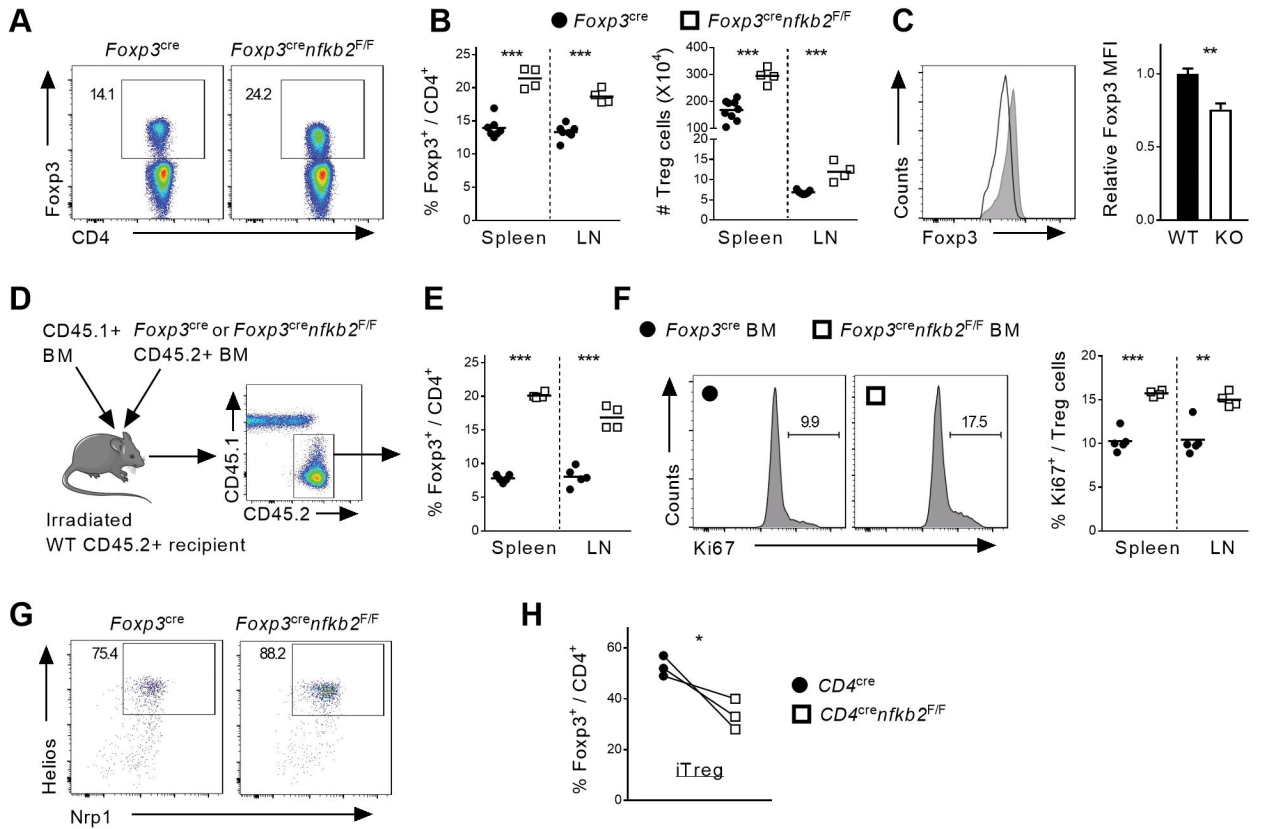 A
Foxp3cre
Foxp3crenfkb2F/F
14.1
24.2
Foxp3
CD4
B
Foxp3cre
Foxp3crenfkb2F/F
% Foxp3+ / CD4+
25
20
15
10
5
0
***
***
Spleen
LN
# Treg cells (X 104)
400
300
200
100
20
15
10
5
0
***
***
Spleen
LN
C
Counts
Foxp3
Relative Foxp3 MFI
1.0
0.5
0.0
**
WT
KO
D
CD45.1+
BM
Foxp3cre or Foxp3crenfkb2F/F
CD45.2+ BM
CD45.1
CD45.2
Irradiated
WT CD45.2+ recipient
E
% Foxp3+ / CD4+
25
20
15
10
5
0
***
***
Spleen
LN
F
Foxp3cre BM
Foxp3crenfkb2F/F BM
9.9
17.5
Counts
Ki67
% Ki67+ / Treg cells
20
15
10
5
0
***
**
Spleen
LN
G
Foxp3cre
Foxp3crenfkb2F/F
75.4
88.2
Helios
Nrp1
H
% Foxp3+ / CD4+
60
40
20
0
*
iTreg
CD4cre
CD4crenfkb2F/F